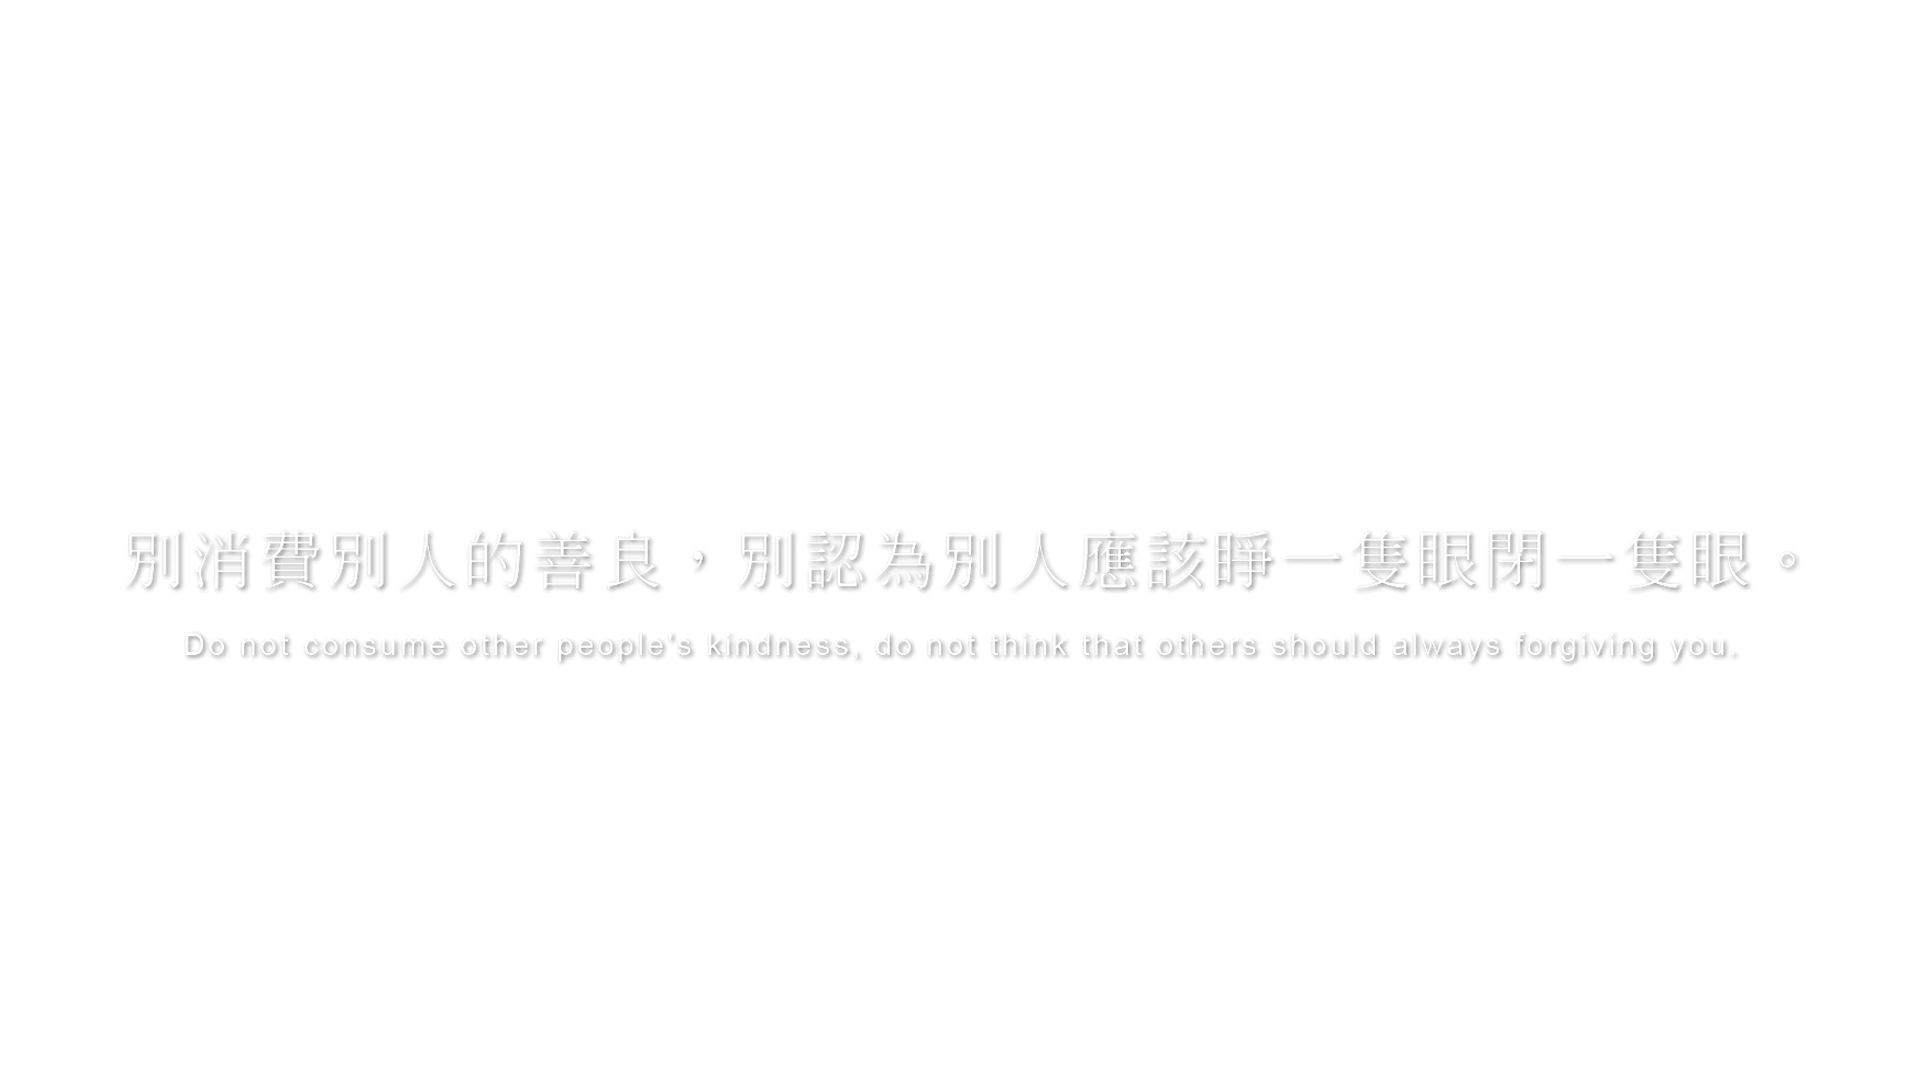 別消費別人的善良，別認為別人應該睜一隻眼閉一隻眼。
Do not consume other people's kindness, do not think that others should always forgiving you.